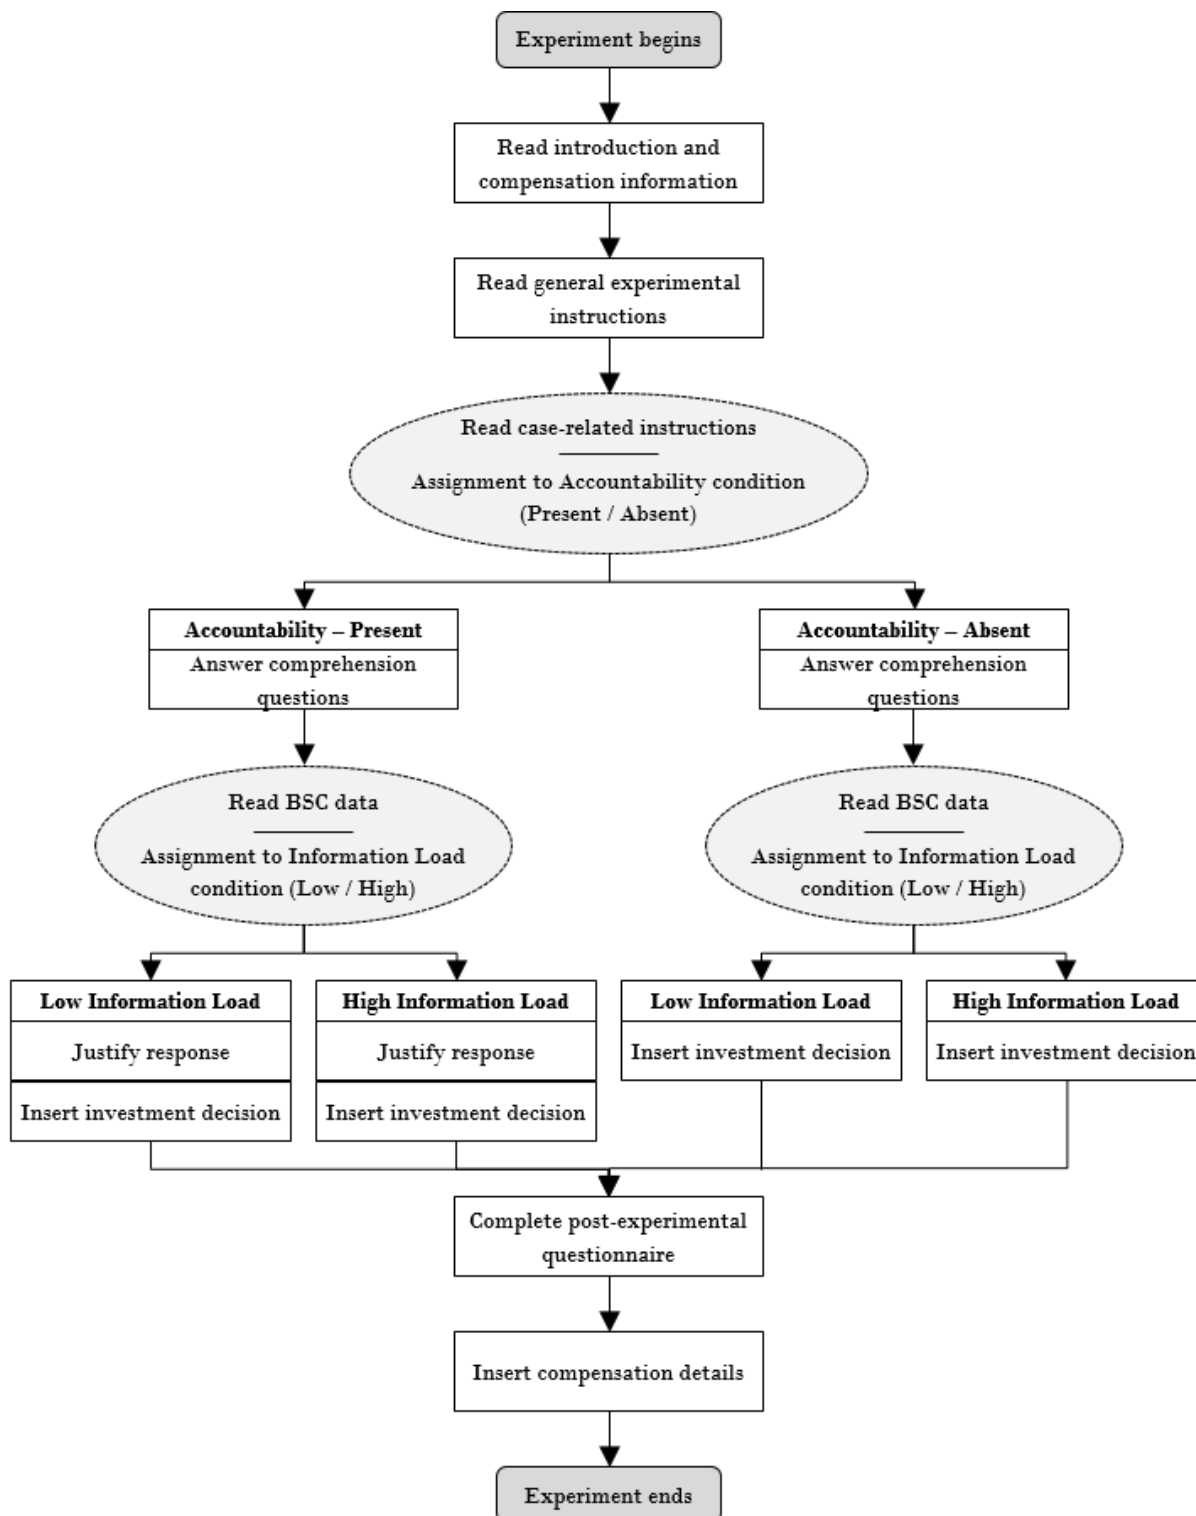 Experiment begins
Read introduction and
compensation information
Read general experimental
instructions
Read case-related instructions
Assignment to Accountability condition
(Present / Absent)
Accountability – Present
Answer comprehension
questions
Accountability – Absent
Answer comprehension
questions
Read BSC data
Assignment to Information Load
condition (Low / High)
Read BSC data
Assignment to Information Load
condition (Low / High)
Low Information Load
Justify response
Insert investment decision
High Information Load
Justify response
Insert investment decision
Low Information Load
Insert investment decision
High Information Load
Insert investment decision
Complete post-experimental
questionnaire
Insert compensation details
Experiment ends